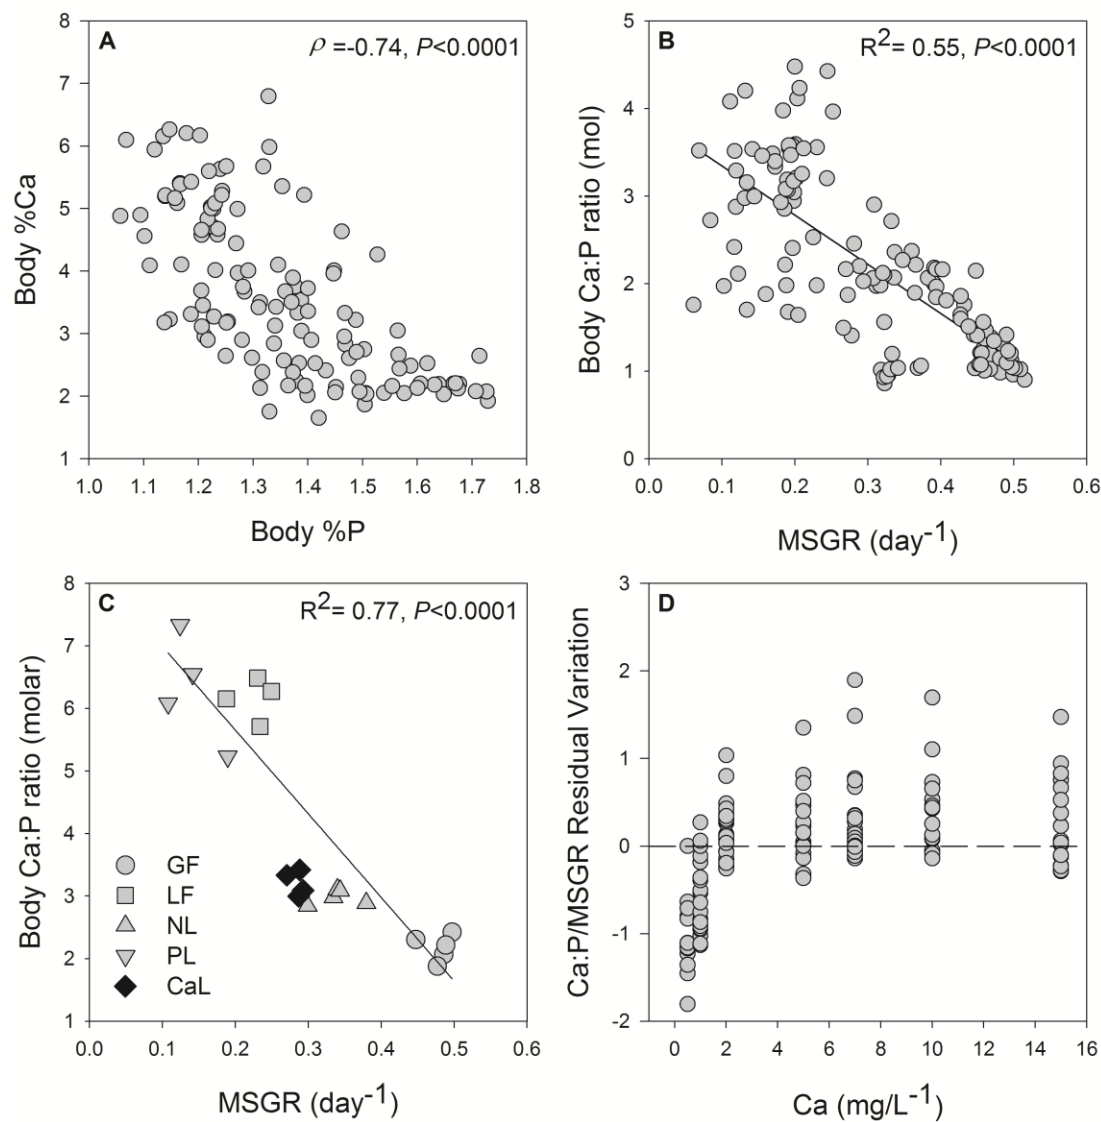 A
ρ =-0.74, P<0.0001
8
7
6
5
4
3
2
1
Body %Ca
1.0 1.1 1.2 1.3 1.4 1.5 1.6 1.7 1.8
Body %P
B
R2= 0.55, P<0.0001
5
4
3
2
1
0
Body Ca:P ratio (mol)
0.0 0.1 0.2 0.3 0.4 0.5 0.6
MSGR (day-1)
C
R2= 0.77, P<0.0001
8
7
6
5
4
3
2
1
Body Ca:P ratio (molar)
GF
LF
NL
PL
CaL
0.0 0.1 0.2 0.3 0.4 0.5 0.6
MSGR (day-1)
D
3
2
1
0
-1
-2
Ca:P/MSGR Residual Variation
0 2 4 6 8 10 12 14 16
Ca (mg/L-1)